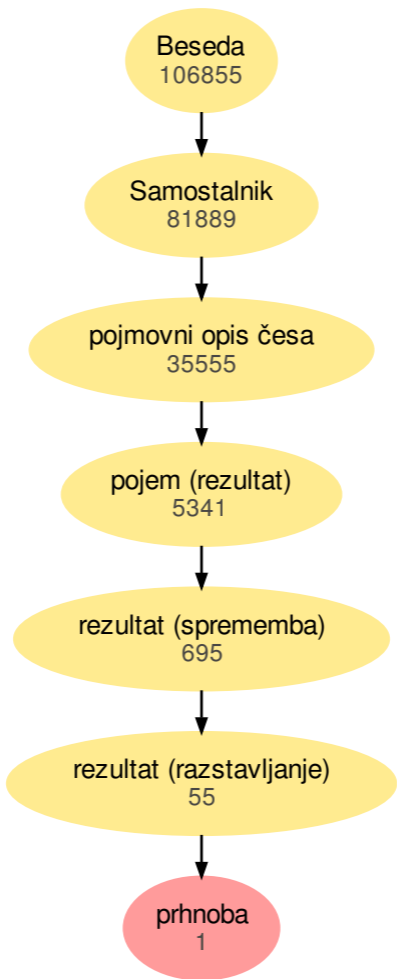 Beseda
106855
Samostalnik
81889
pojmovni opis česa
35555
pojem (rezultat)
5341
rezultat (sprememba)
695
rezultat (razstavljanje)
55
prhnoba
1